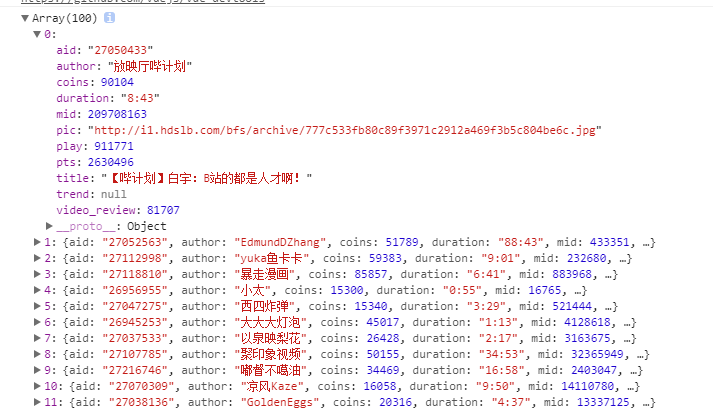 https://github.com/vuejs/vue-devtools
▼Array(100) i
▼0:
aid: "27050433"
author: "放映厅哔计划"
coins: 90104
duration: "8:43"
mid: 209708163
pic: "http://i1.hdslb.com/bfs/archive/777c533fb80c89f3971c2912a469f3b5c804be6c.jpg"
play: 911771
pts: 2630496
title: "【哔计划】白宇：B站的都是人才啊！"
trend: null
video_review: 81707
▶__proto__: Object
▶1: {aid: "27052563", author: "EdmundDZhang", coins: 51789, duration: "88:43", mid: 433351, …}
▶2: {aid: "27112998", author: "yuka鱼卡卡", coins: 59383, duration: "9:01", mid: 232680, …}
▶3: {aid: "27118810", author: "暴走漫画", coins: 85857, duration: "6:41", mid: 883968, …}
▶4: {aid: "26956955", author: "小太", coins: 15300, duration: "0:55", mid: 16765, …}
▶5: {aid: "27047275", author: "西四炸弹", coins: 15340, duration: "3:29", mid: 521444, …}
▶6: {aid: "26945253", author: "大大大灯泡", coins: 45017, duration: "1:13", mid: 4128618, …}
▶7: {aid: "27037533", author: "以泉映梨花", coins: 26428, duration: "2:17", mid: 3163675, …}
▶8: {aid: "27107785", author: "聚印象视频", coins: 50155, duration: "34:53", mid: 32365949, …}
▶9: {aid: "27216746", author: "嘟督不噶油", coins: 34469, duration: "16:58", mid: 2403047, …}
▶10: {aid: "27070309", author: "凉风Kaze", coins: 16058, duration: "9:50", mid: 14110780, …}
▶11: {aid: "27038136", author: "GoldenEggs", coins: 20316, duration: "4:37", mid: 13337125, …}